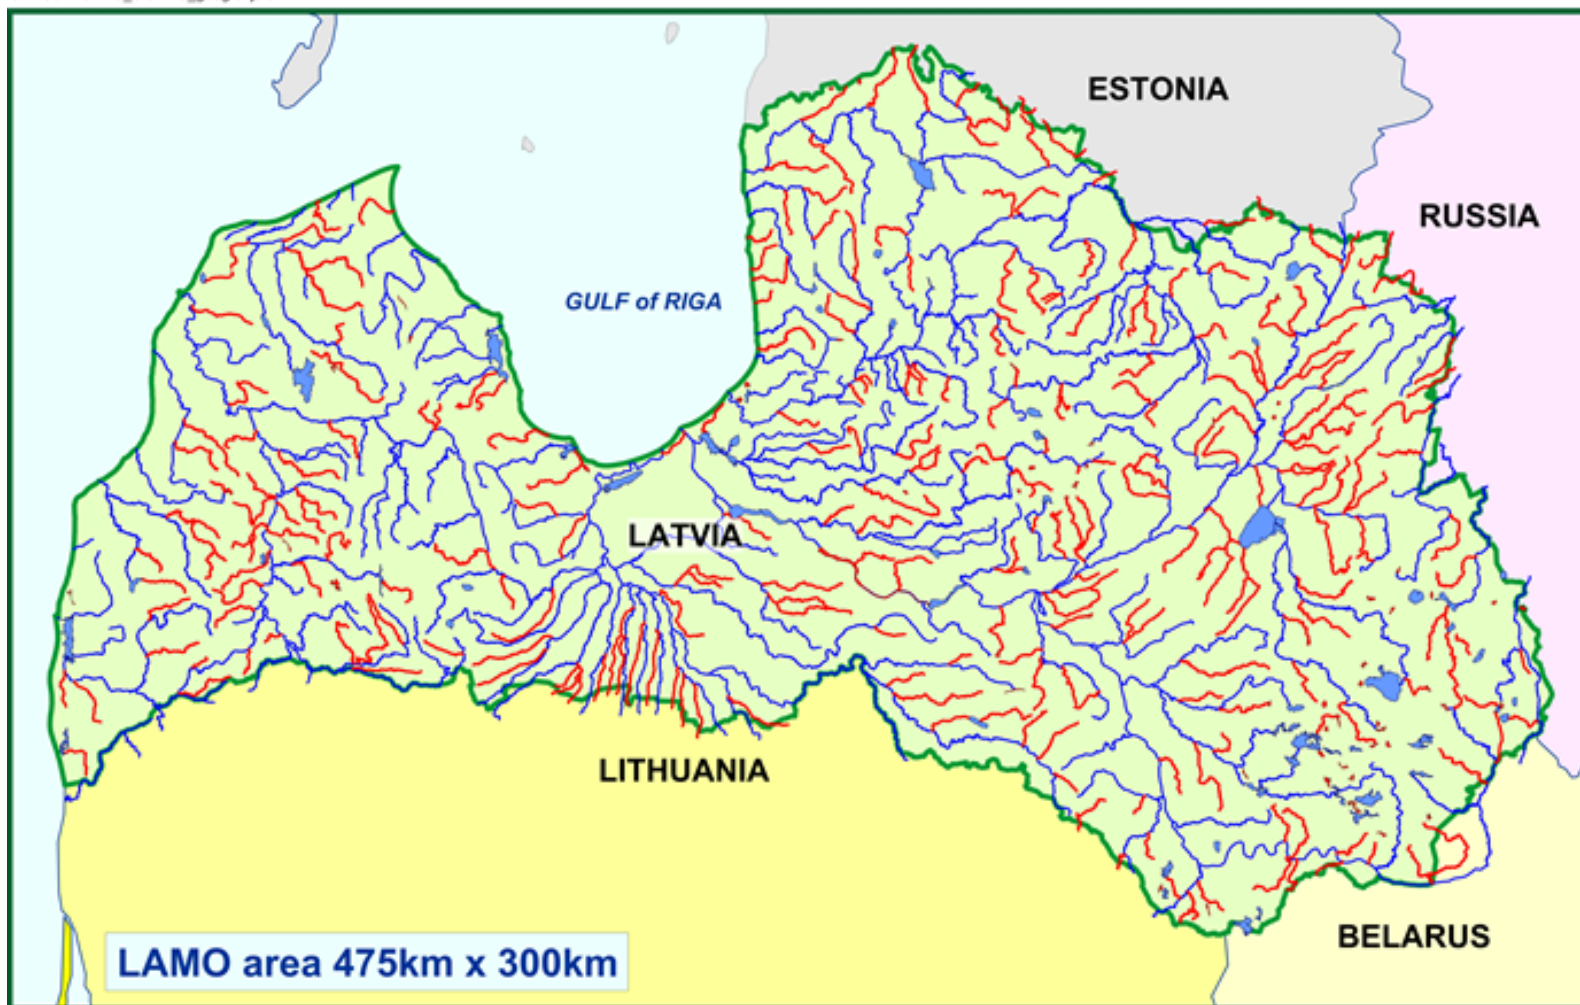 ESTONIA
RUSSIA
GULF of RIGA
LATVIA
LITHUANIA
BELARUS
LAMO area 475km x 300km